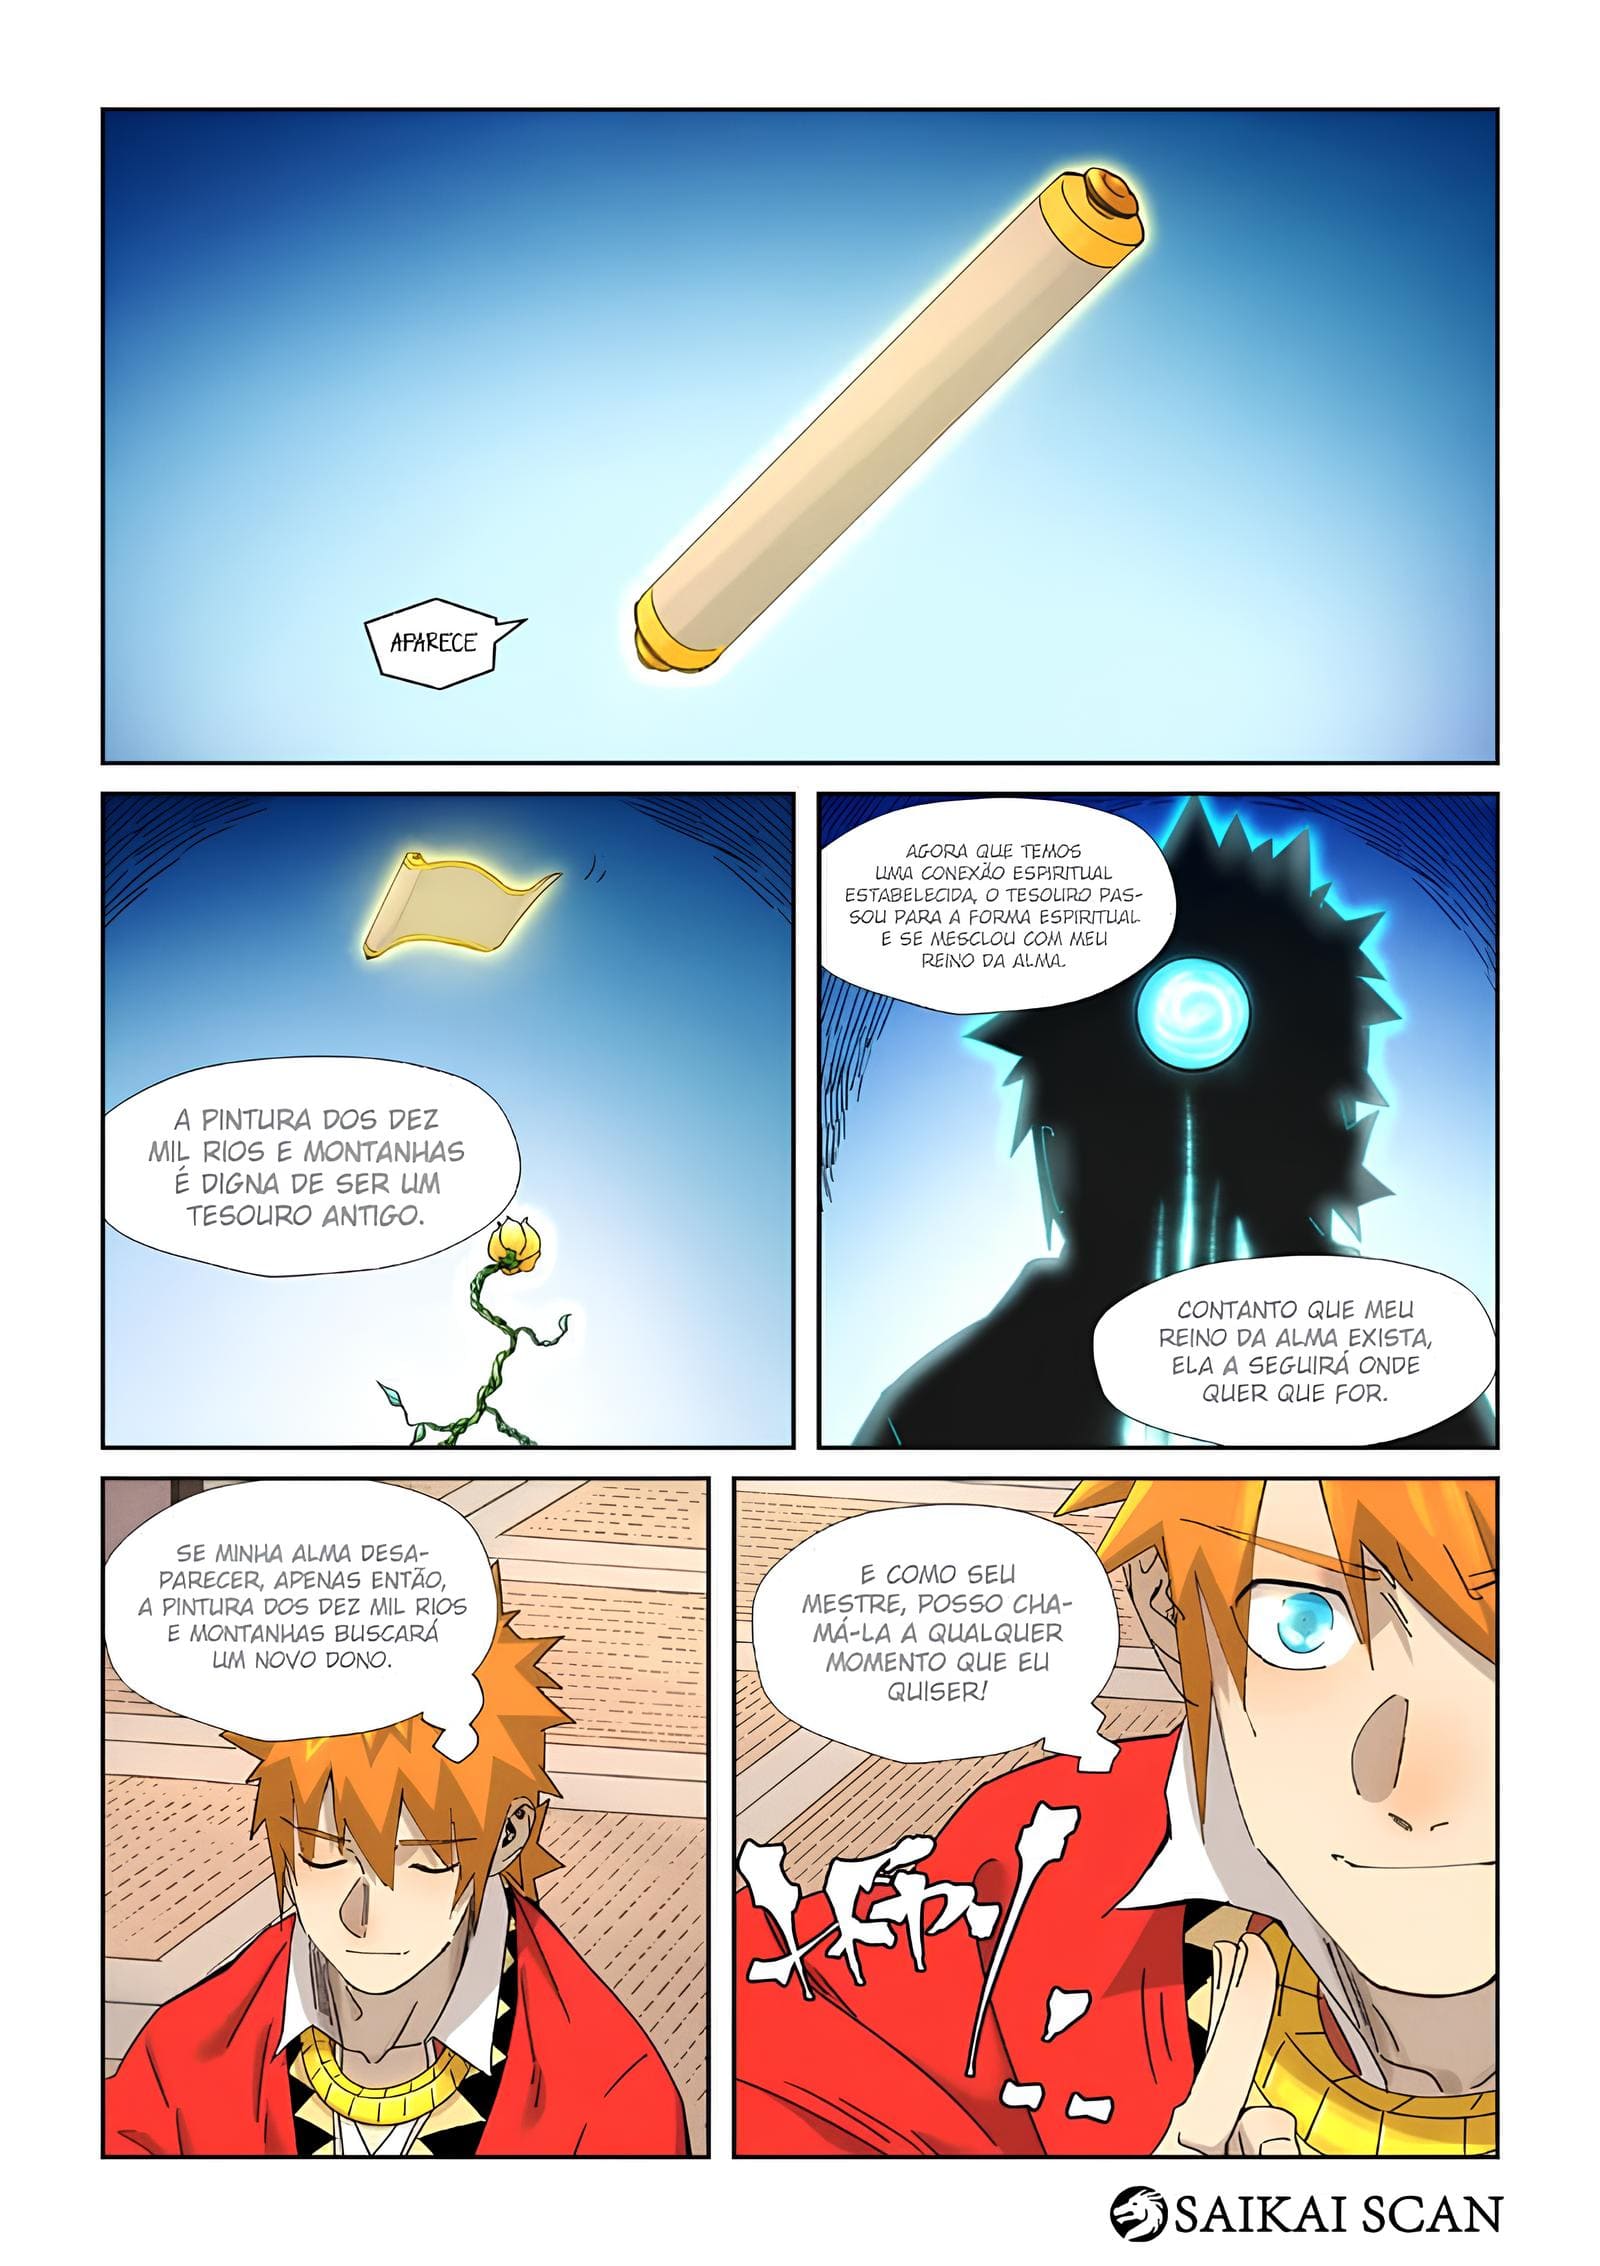 APARECE
A PINTURA DOS DEZ
MIL RIOS E MONTANHAS
É DIGNA DE SER UM
TESOURO ANTIGO.
AGORA QUE TEMOS
UMA CONEXÃO ESPIRITUAL
ESTABELECIDA, O TESOURO PAS-
SOU PARA A FORMA ESPIRITUAL
E SE MESCLOU COM MEU
REINO DA ALMA.
CONTANTO QUE MEU
REINO DA ALMA EXISTA,
ELA A SEGUIRÁ ONDE
QUER QUE FOR.
SE MINHA ALMA DESA-
PARECER, APENAS ENTÃO,
A PINTURA DOS DEZ MIL RIOS
E MONTANHAS BUSCARÁ
UM NOVO DONO.
E COMO SEU
MESTRE, POSSO CHA-
MÁ-LA A QUALQUER
MOMENTO QUE EU
QUISER!
SAIKAI SCAN